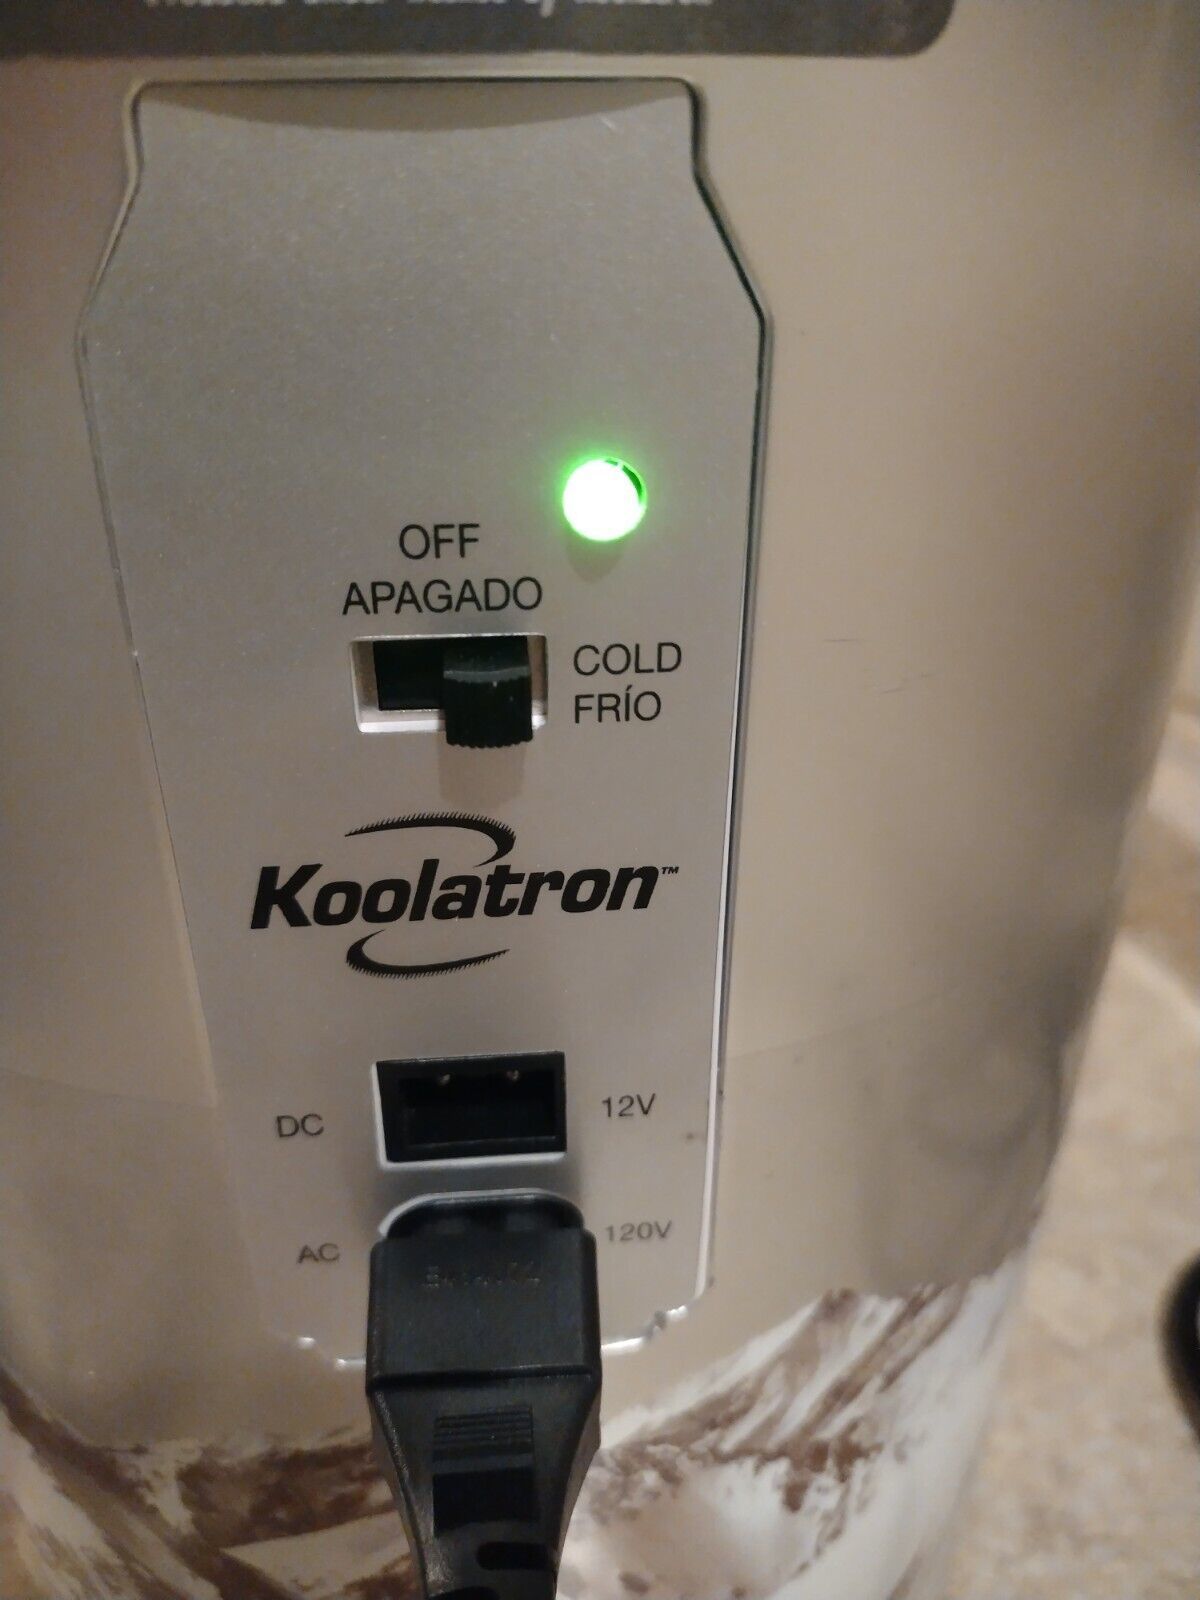 OFF
APAGADO
COLD
FRÍO
Koolatron™
DC 12V
AC 120V